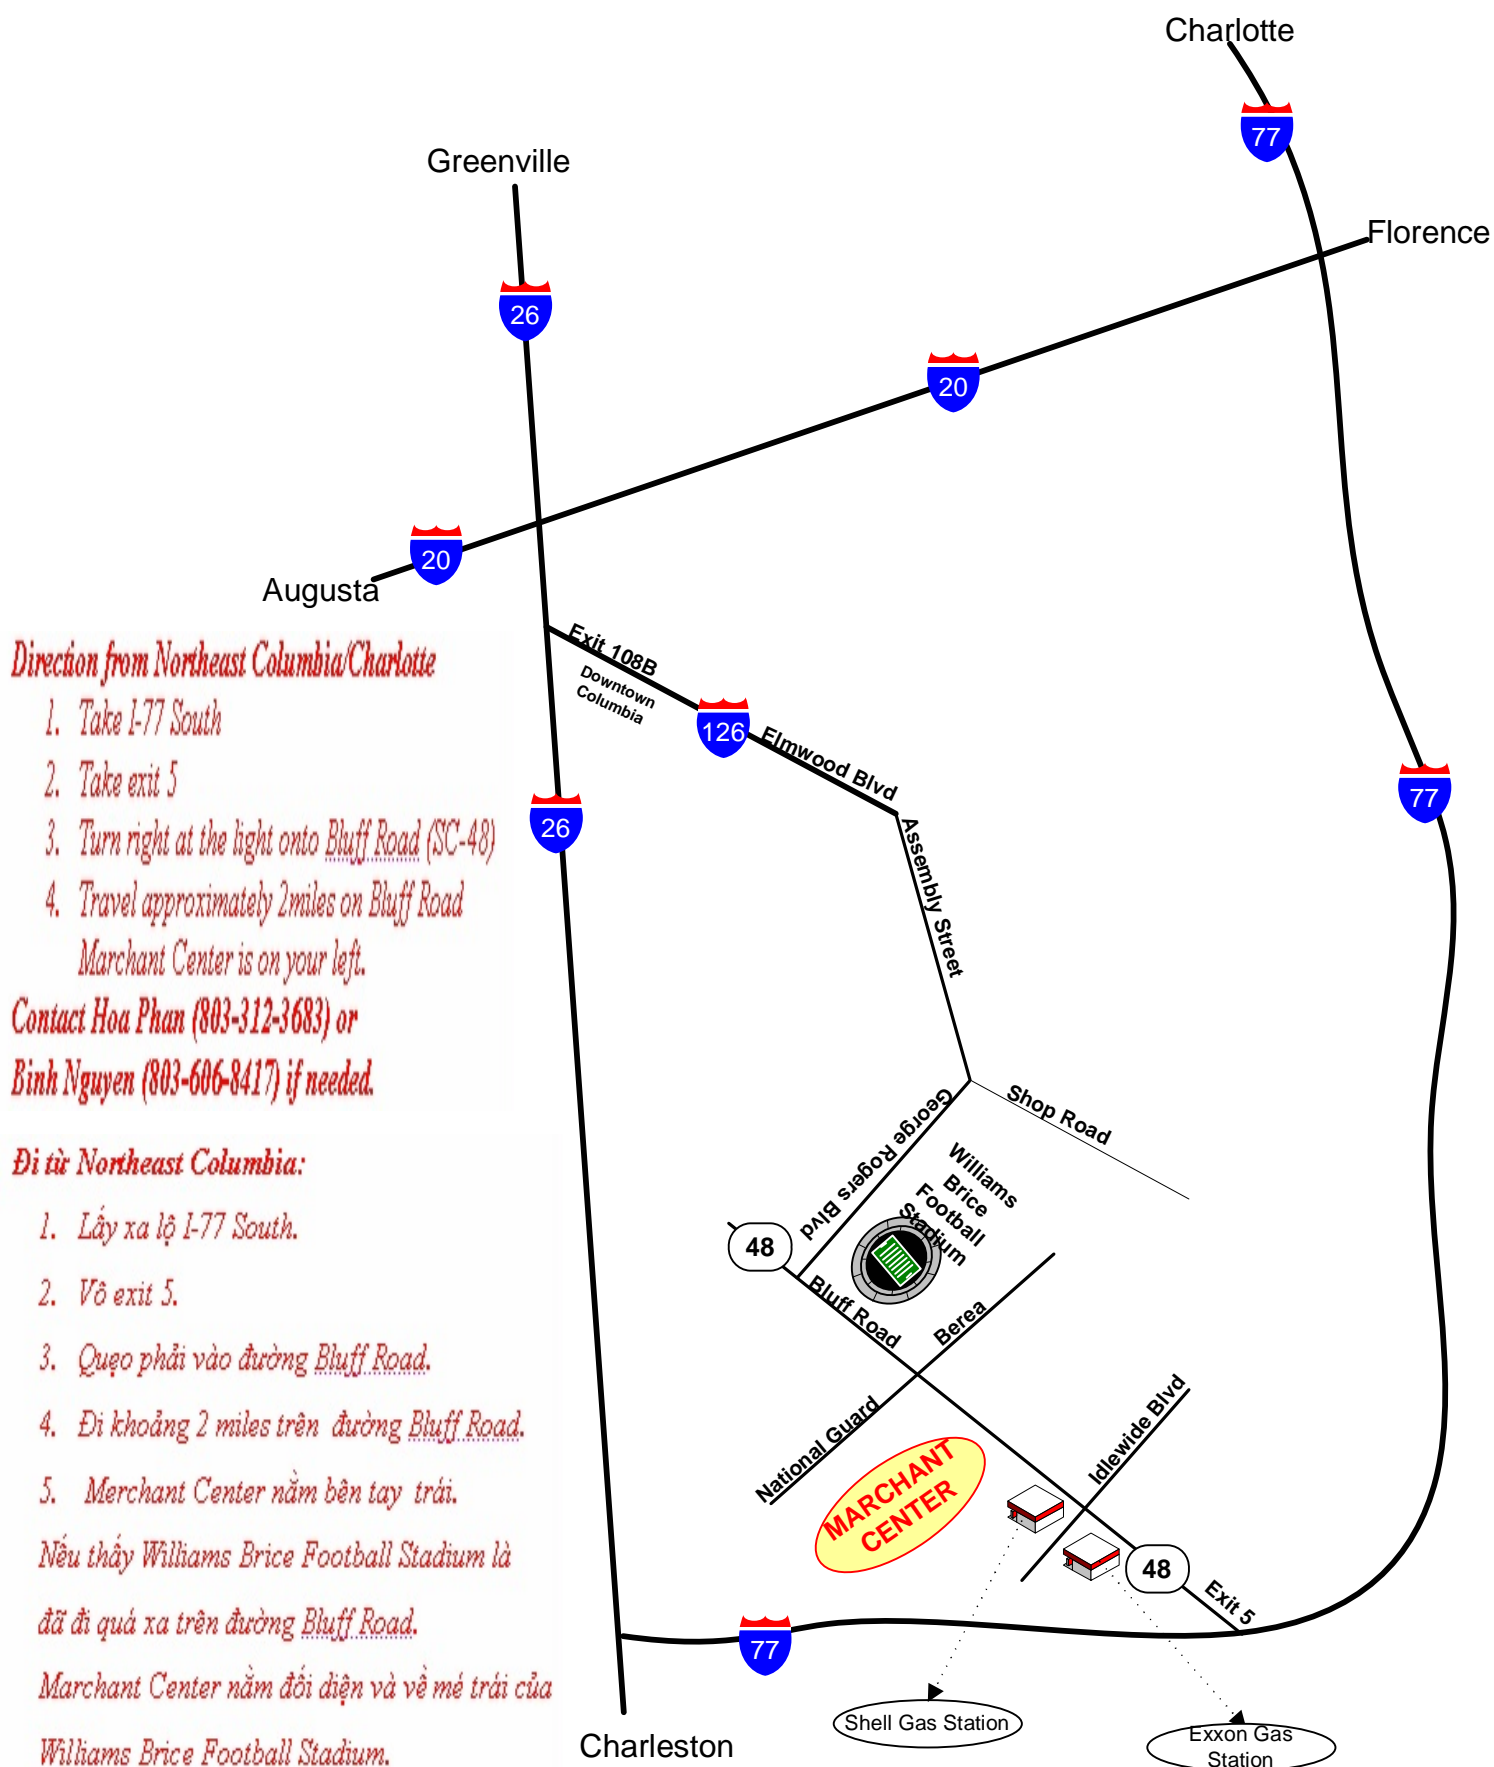 Charlotte
77
Greenville
Florence
26
20
20
Augusta
Exit 108B
Downtown
Columbia
126
Elmwood Blvd
77
26
Assembly Street
Direction from Northeast Columbia/Charlotte
1. Take I-77 South
2. Take exit 5
3. Turn right at the light onto Bluff Road (SC-48)
4. Travel approximately 2miles on Bluff Road
Marchant Center is on your left.
Contact Hoa Phan (803-312-3683) or
Binh Nguyen (803-606-8417) if needed.
Đi từ Northeast Columbia:
1. Lấy xa lộ I-77 South.
2. Vô exit 5.
3. Quẹo phải vào đường Bluff Road.
4. Đi khoảng 2 miles trên đường Bluff Road.
5. Merchant Center nằm bên tay trái.
Nếu thấy Williams Brice Football Stadium là
đã đi quá xa trên đường Bluff Road.
Marchant Center nằm đối diện và về mé trái của
Williams Brice Football Stadium.
Shop Road
George Rogers Blvd
Williams
Brice
Football
Stadium
48
Bluff Road
Berea
National Guard
Idlewide Blvd
MARCHANT
CENTER
48
Exit 5
77
Shell Gas Station
Exxon Gas
Station
Charleston